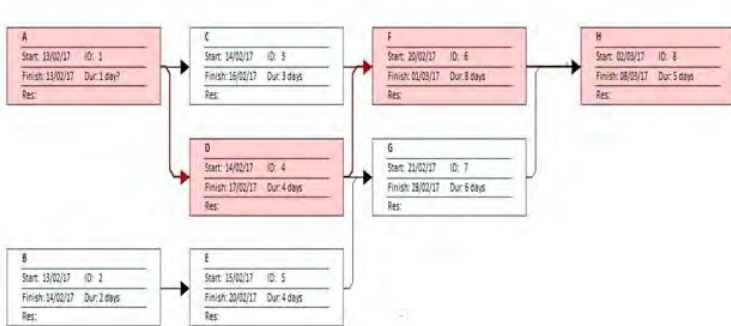 A
Start: 13/02/17 ID: 1
Finish: 13/02/17 Dur: 1 day?
Res:
C
Start: 14/02/17 ID: 3
Finish: 16/02/17 Dur: 3 days
Res:
F
Start: 20/02/17 ID: 6
Finish: 01/03/17 Dur: 8 days
Res:
H
Start: 02/03/17 ID: 8
Finish: 08/03/17 Dur: 5 days
Res:
D
Start: 14/02/17 ID: 4
Finish: 17/02/17 Dur: 4 days
Res:
G
Start: 21/02/17 ID: 7
Finish: 28/02/17 Dur: 6 days
Res:
B
Start: 13/02/17 ID: 2
Finish: 14/02/17 Dur: 2 days
Res:
E
Start: 15/02/17 ID: 5
Finish: 20/02/17 Dur: 4 days
Res: